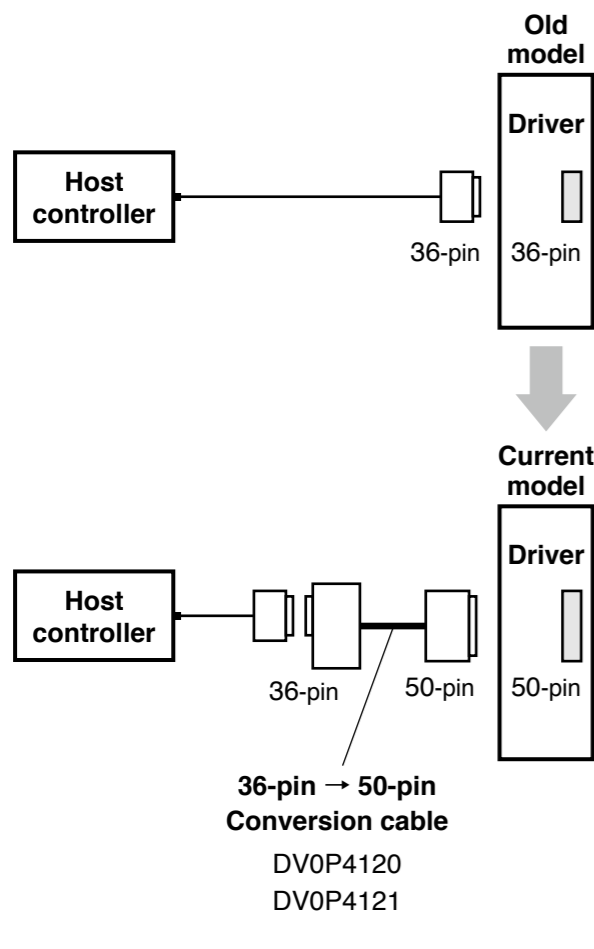 Old
model
Driver
Host
controller
36-pin
36-pin
Current
model
Driver
Host
controller
36-pin
50-pin
50-pin
36-pin → 50-pin
Conversion cable
DV0P4120
DV0P4121